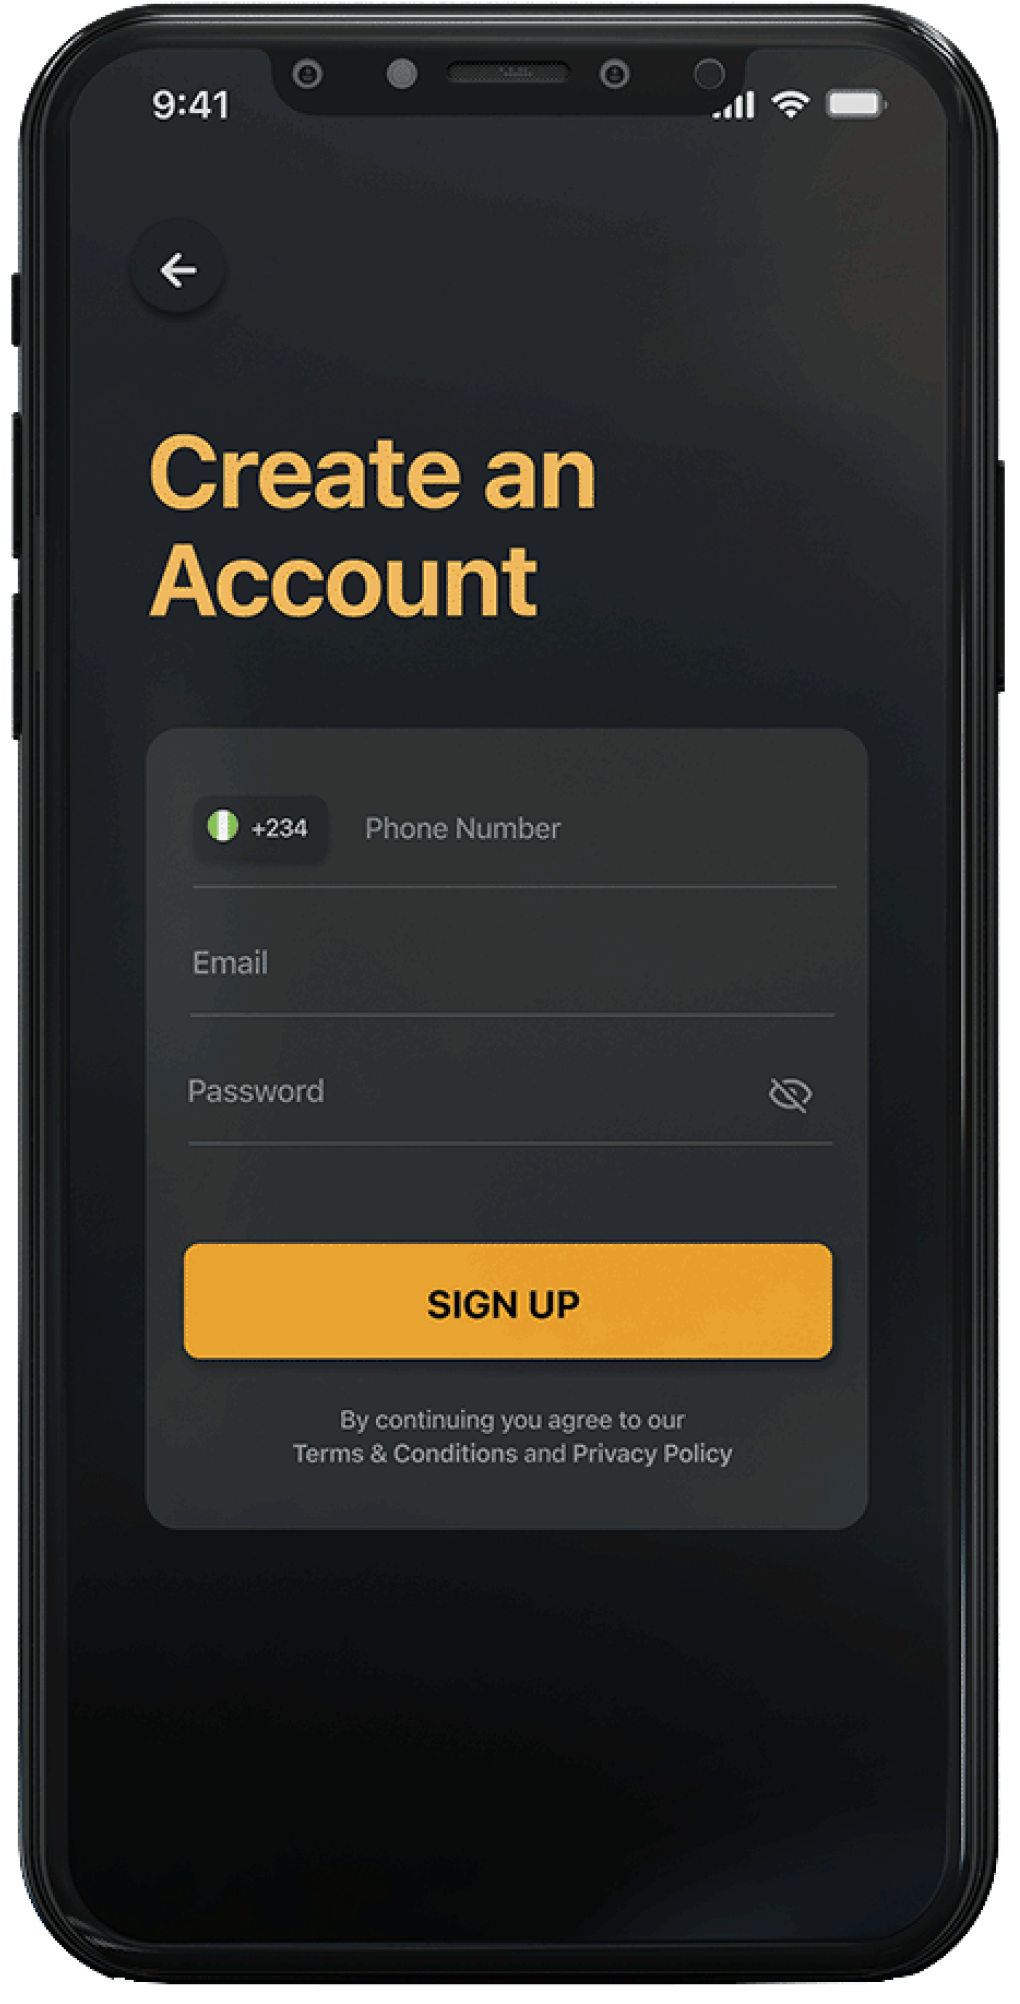 9:41
Create an
Account
+234 Phone Number
Email
Password
SIGN UP
By continuing you agree to our
Terms & Conditions and Privacy Policy